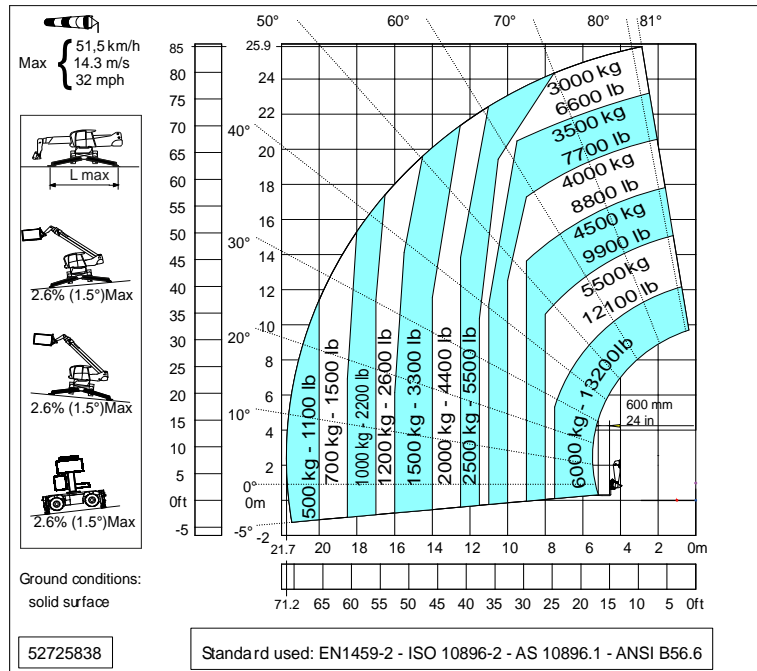 Max
51,5 km/h
14.3 m/s
32 mph
L max
2.6% (1.5°)Max
2.6% (1.5°)Max
2.6% (1.5°)Max
Ground conditions:
solid surface
52725838
85
80
75
70
65
60
55
50
45
40
35
30
25
20
15
10
5
0ft
-5
25.9
24
22
20
18
16
14
12
10
8
6
4
2
0m
-2
50°
60°
70°
80°
81°
40°
30°
20°
10°
0°
-5°
3000 kg
6600 lb
3500 kg
7700 lb
4000 kg
8800 lb
4500 kg
9900 lb
5500kg
12100 lb
6000 kg - 13200lb
500 kg - 1100 lb
700 kg - 1500 lb
1000 kg - 2200 lb
1200 kg - 2600 lb
1500 kg - 3300 lb
2000 kg - 4400 lb
2500 kg - 5500 lb
600 mm
24 in
21.7 20 18 16 14 12 10 8 6 4 2 0m
71.2 65 60 55 50 45 40 35 30 25 20 15 10 5 0ft
Standard used: EN1459-2 - ISO 10896-2 - AS 10896.1 - ANSI B56.6